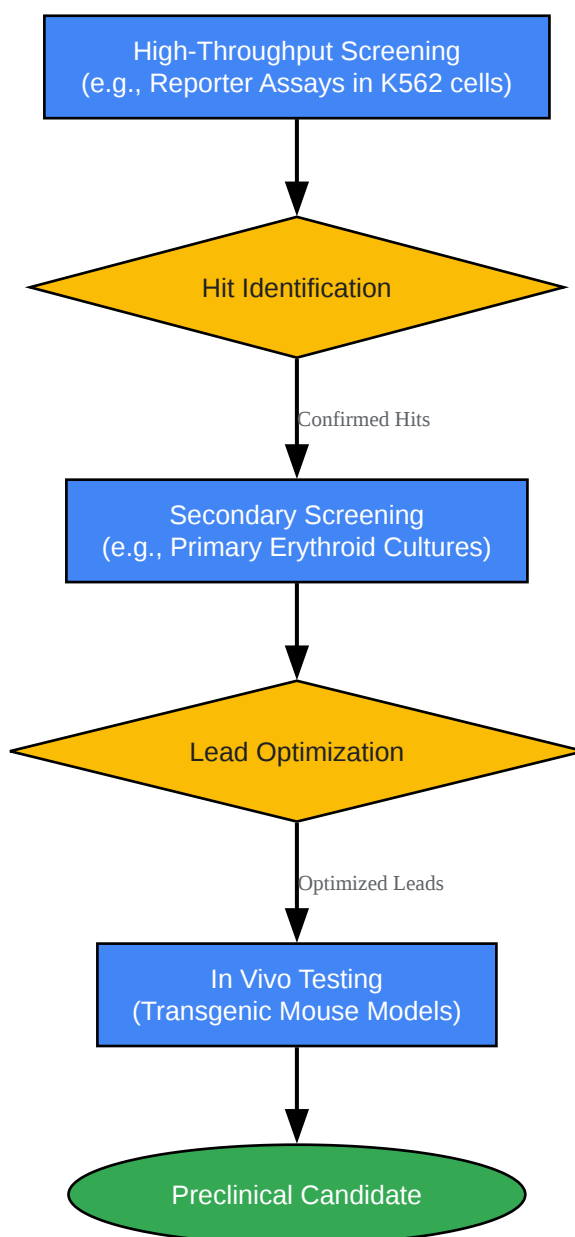 High-Throughput Screening
(e.g., Reporter Assays in K562 cells)
Hit Identification
Confirmed Hits
Secondary Screening
(e.g., Primary Erythroid Cultures)
Lead Optimization
Optimized Leads
In Vivo Testing
(Transgenic Mouse Models)
Preclinical Candidate